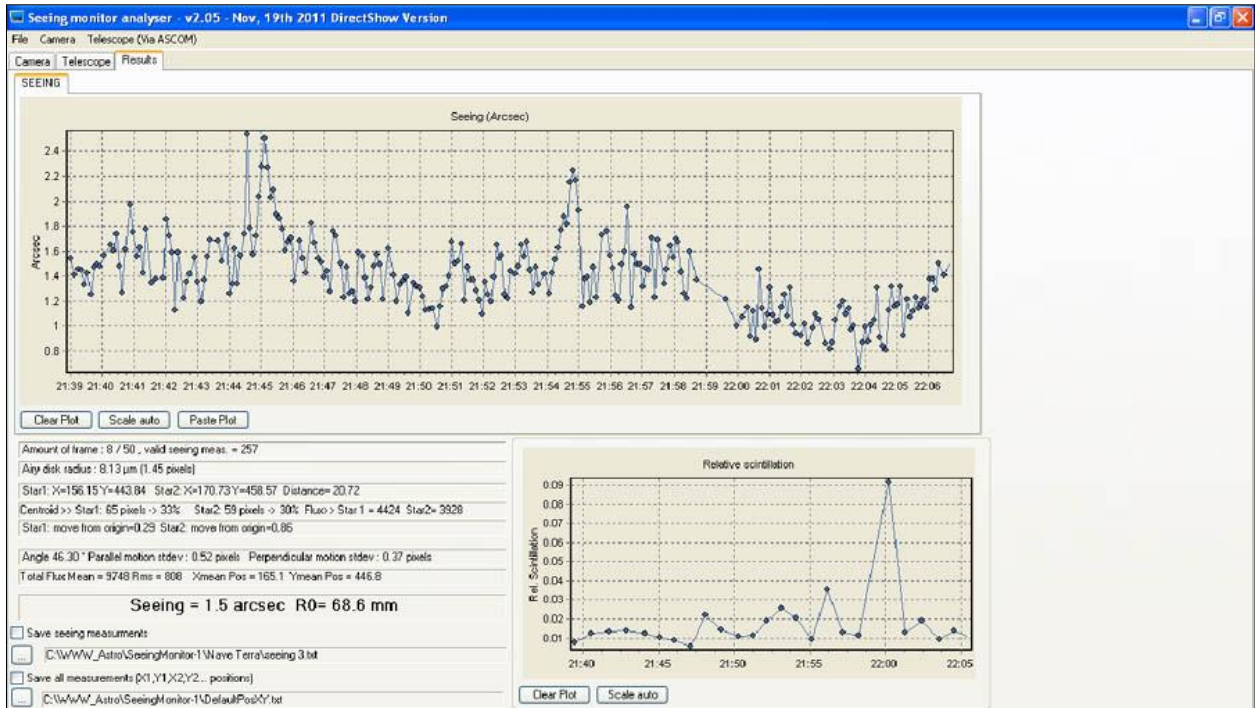 Seeing monitor analyser - v2.05 - Nov, 19th 2011 DirectShow Version
File Camera Telescope (Via ASCOM)
Camera Telescope Results
SEEING
Seeing (Arcsec)
Arcsec
2.4
2.2
2
1.8
1.6
1.4
1.2
1
0.8
21:39 21:40 21:41 21:42 21:43 21:44 21:45 21:46 21:47 21:48 21:49 21:50 21:51 21:52 21:53 21:54 21:55 21:56 21:57 21:58 21:59 22:00 22:01 22:02 22:03 22:04 22:05 22:06
Clear Plot Scale auto Paste Plot
Amount of frame : 8 / 50 , valid seeing meas. = 257
Airy disk radius : 8.13 µm (1.45 pixels)
Star1: X=156.15 Y=443.84 Star2: X=170.73 Y=458.57 Distance= 20.72
Centroid >> Star1: 65 pixels -> 33% Star2: 59 pixels -> 30% Flux> Star 1 = 4424 Star2= 3928
Star1: move from origin=0.29 Star2: move from origin=0.86
Angle 46.30 ° Parallel motion stdev : 0.52 pixels Perpendicular motion stdev : 0.37 pixels
Total Flux Mean = 9748 Rms = 808 Xmean Pos = 165.1 Ymean Pos = 446.8
Seeing = 1.5 arcsec R0= 68.6 mm
Save seeing measurments
... C:\WWW_Astro\SeeingMonitor-1\Nave Terra\seeing 3.txt
Save all measurements (X1,Y1,X2,Y2... positions)
... C:\WWW_Astro\SeeingMonitor-1\DefaultPosXY.txt
Relative scintillation
Rel. Scintillation
0.09
0.08
0.07
0.06
0.05
0.04
0.03
0.02
0.01
21:40 21:45 21:50 21:55 22:00 22:05
Clear Plot Scale auto